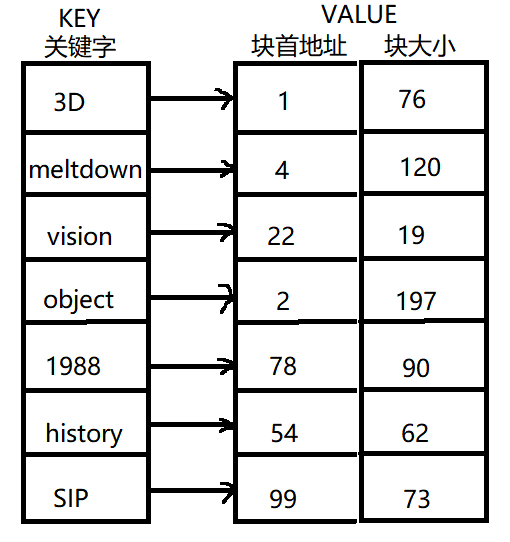 KEY VALUE
关键字 块首地址 块大小
3D 1 76
meltdown 4 120
vision 22 19
object 2 197
1988 78 90
history 54 62
SIP 99 73